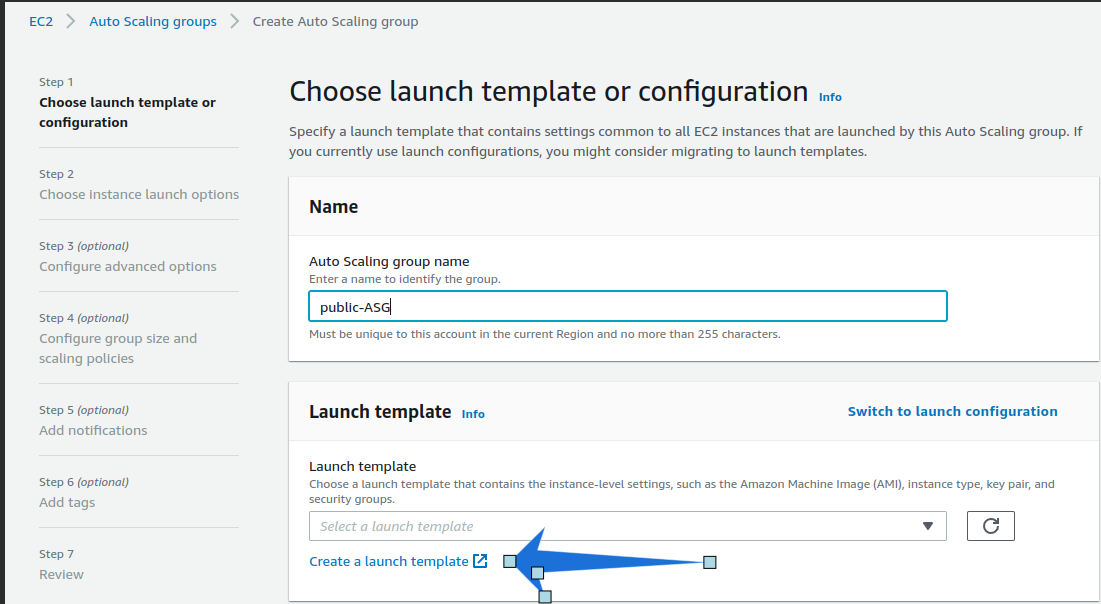 EC2 Auto Scaling groups Create Auto Scaling group
Step 1
Choose launch template or
configuration
Step 2
Choose instance launch options
Step 3 (optional)
Configure advanced options
Step 4 (optional)
Configure group size and
scaling policies
Step 5 (optional)
Add notifications
Step 6 (optional)
Add tags
Step 7
Review
Choose launch template or configuration Info
Specify a launch template that contains settings common to all EC2 instances that are launched by this Auto Scaling group. If
you currently use launch configurations, you might consider migrating to launch templates.
Name
Auto Scaling group name
Enter a name to identify the group.
public-ASG
Must be unique to this account in the current Region and no more than 255 characters.
Launch template Info
Switch to launch configuration
Launch template
Choose a launch template that contains the instance-level settings, such as the Amazon Machine Image (AMI), instance type, key pair, and
security groups.
Select a launch template
Create a launch template